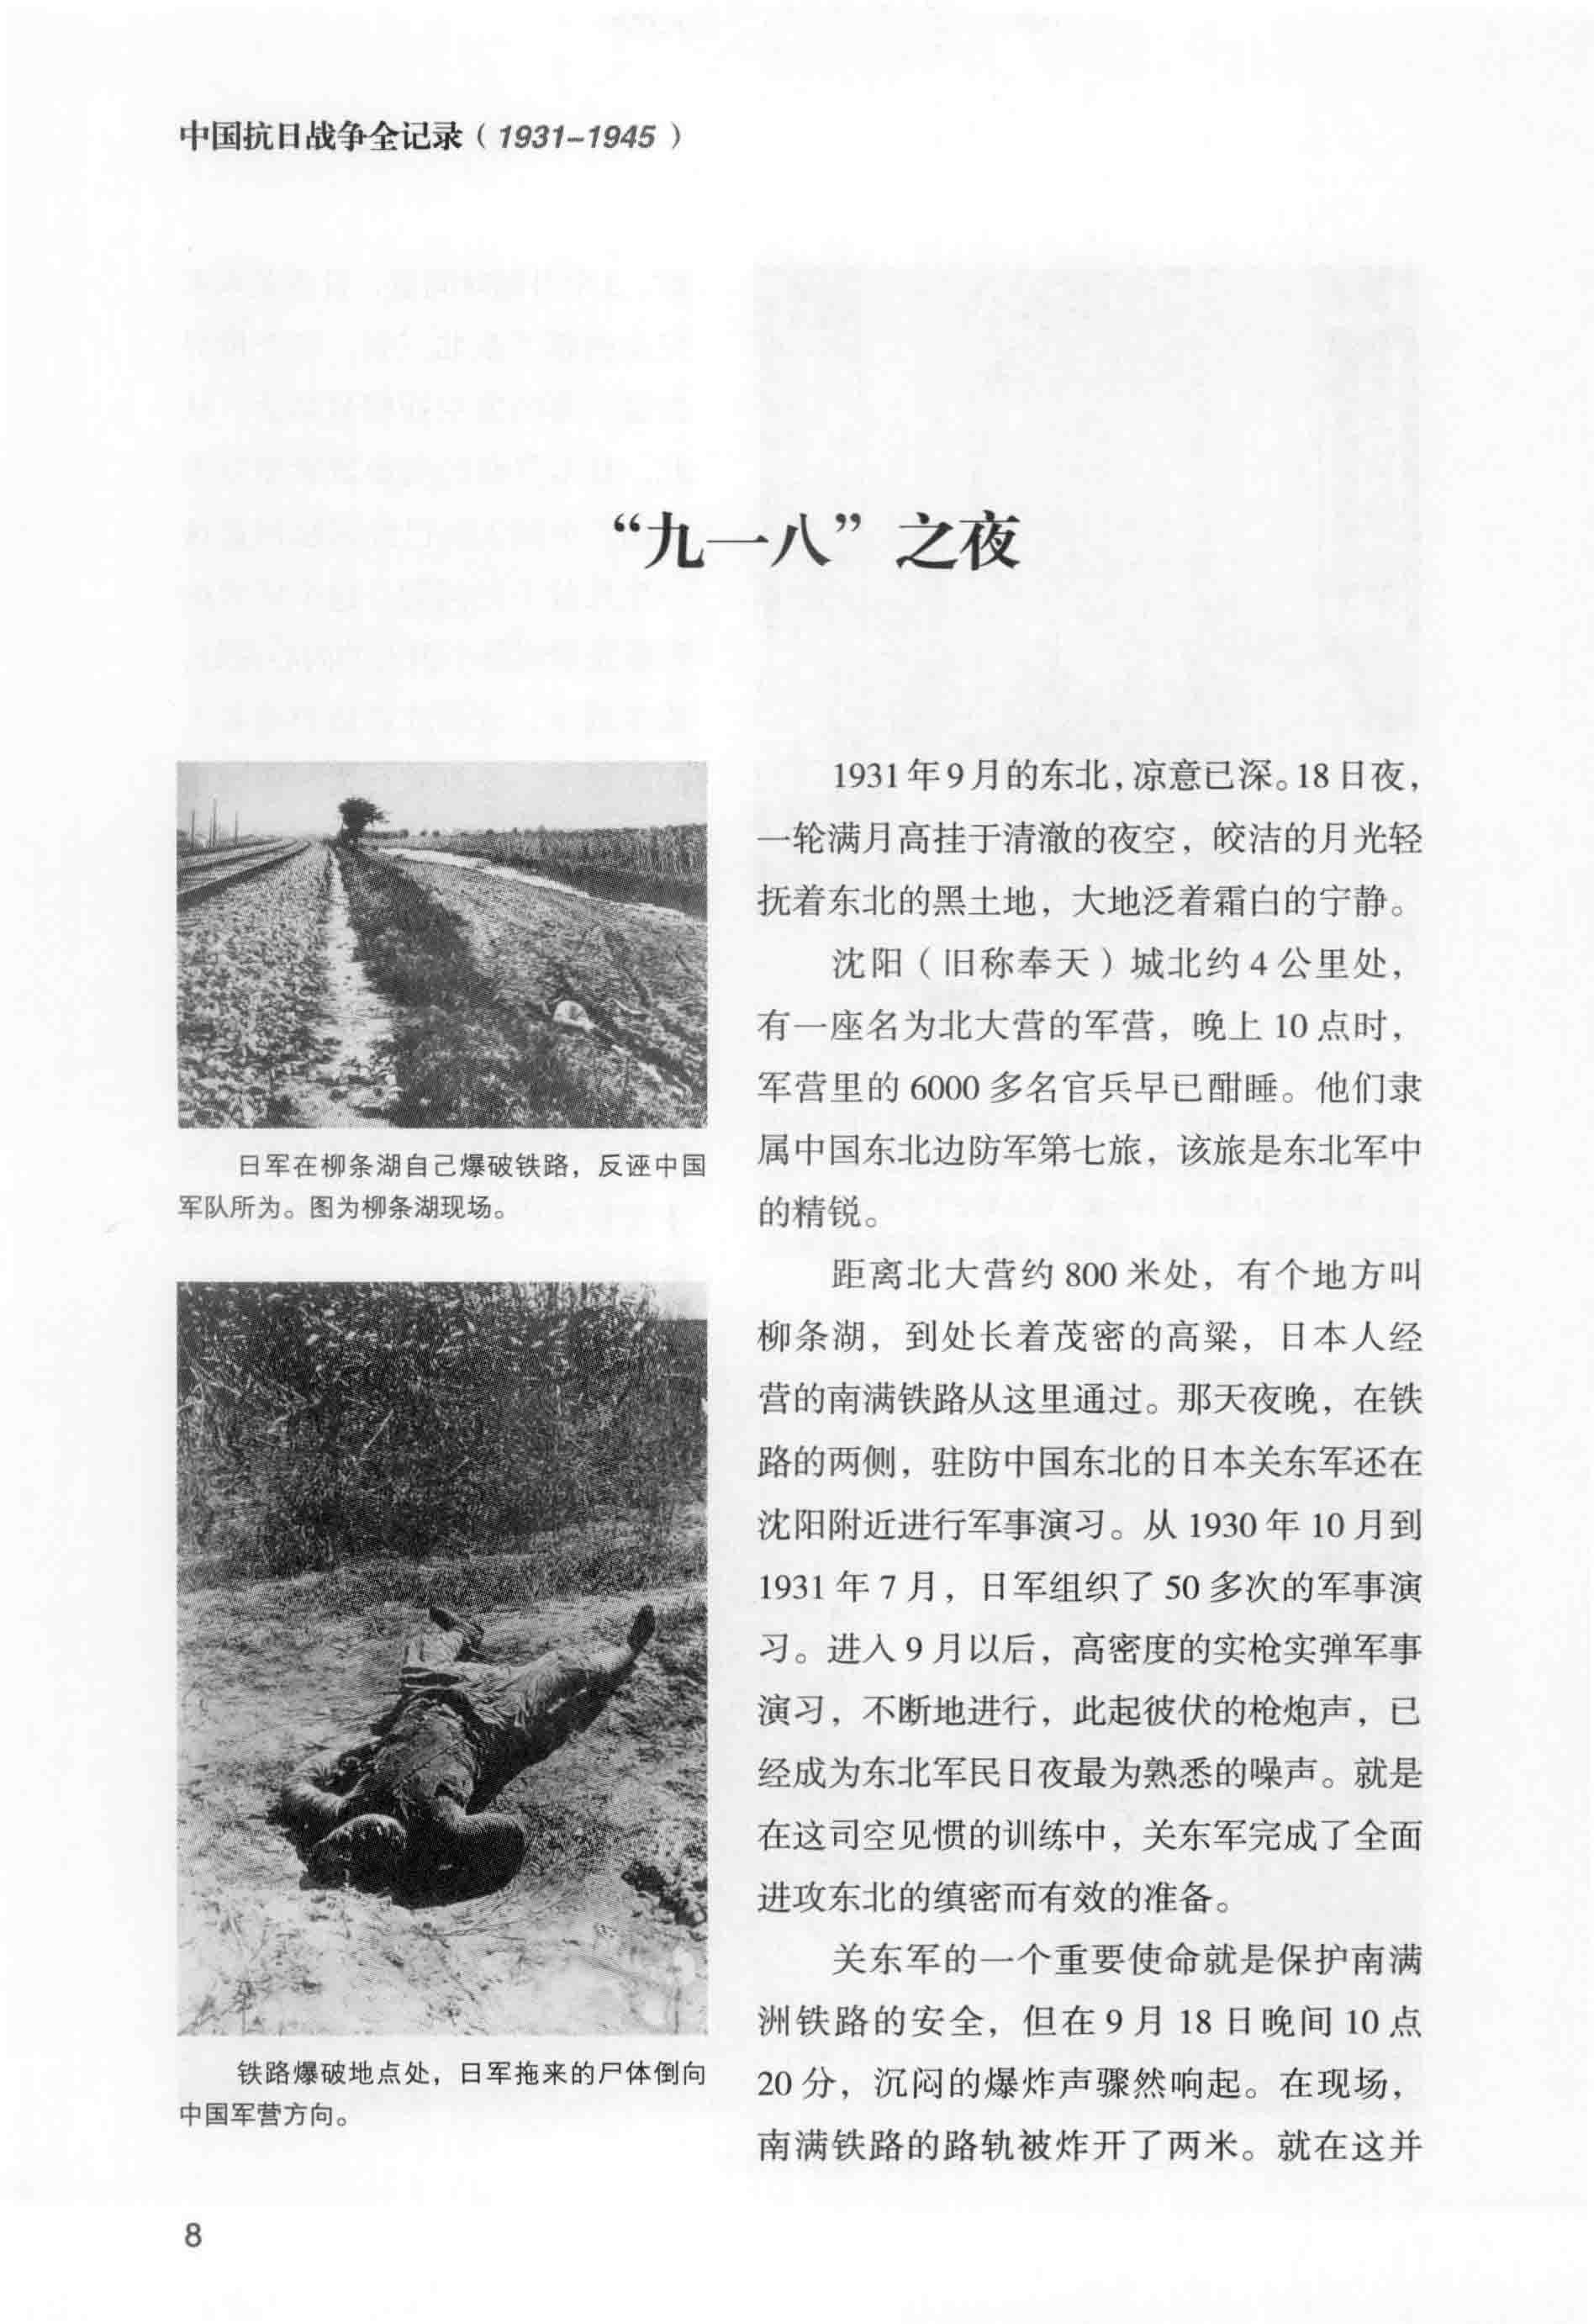 中国抗日战争全记录（1931-1945）
“九一八”之夜
日军在柳条湖自己爆破铁路，反诬中国
军队所为。图为柳条湖现场。
铁路爆破地点处，日军拖来的尸体倒向
中国军营方向。
1931年9月的东北，凉意已深。18日夜，
一轮满月高挂于清澈的夜空，皎洁的月光轻
抚着东北的黑土地，大地泛着霜白的宁静。
沈阳（旧称奉天）城北约4公里处，
有一座名为北大营的军营，晚上10点时，
军营里的6000多名官兵早已酣睡。他们隶
属中国东北边防军第七旅，该旅是东北军中
的精锐。
距离北大营约800米处，有个地方叫
柳条湖，到处长着茂密的高粱，日本人经
营的南满铁路从这里通过。那天夜晚，在铁
路的两侧，驻防中国东北的日本关东军还在
沈阳附近进行军事演习。从1930年10月到
1931年7月，日军组织了50多次的军事演
习。进入9月以后，高密度的实枪实弹军事
演习，不断地进行，此起彼伏的枪炮声，已
经成为东北军民日夜最为熟悉的噪声。就是
在这司空见惯的训练中，关东军完成了全面
进攻东北的缜密而有效的准备。
关东军的一个重要使命就是保护南满
洲铁路的安全，但在9月18日晚间10点
20分，沉闷的爆炸声骤然响起。在现场，
南满铁路的路轨被炸开了两米。就在这并
8